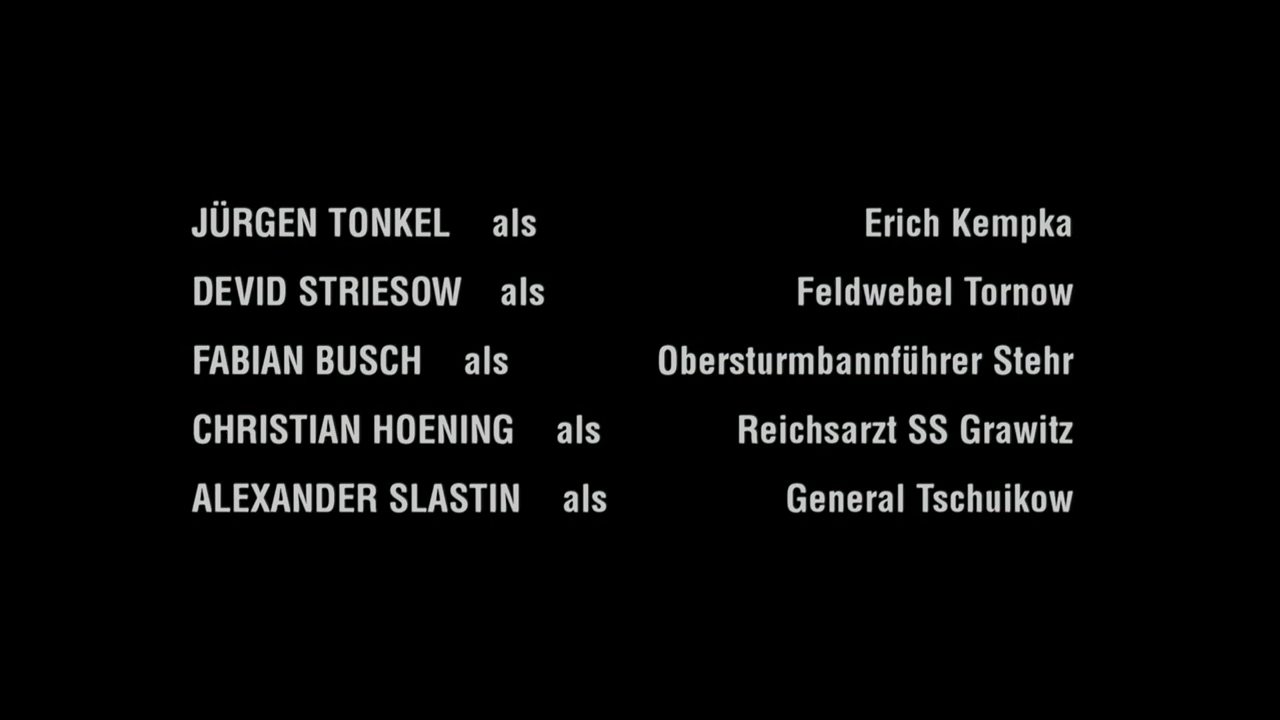 JÜRGEN TONKEL als Erich Kempka
DEVID STRIESOW als Feldwebel Tornow
FABIAN BUSCH als Obersturmbannführer Stehr
CHRISTIAN HOENING als Reichsarzt SS Grawitz
ALEXANDER SLASTIN als General Tschuikow